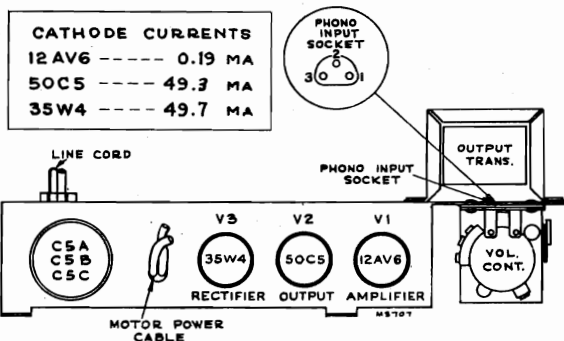 CATHODE CURRENTS
12AV6 ----- 0.19 MA
50C5 ---- 49.3 MA
35W4 ---- 49.7 MA
PHONO
INPUT
SOCKET
2
3 1
LINE CORD
OUTPUT
TRANS.
PHONO INPUT
SOCKET
V3 V2 V1
C5A
C5B
C5C
35W4 50C5 12AV6
VOL.
CONT.
RECTIFIER OUTPUT AMPLIFIER
MS707
MOTOR POWER
CABLE